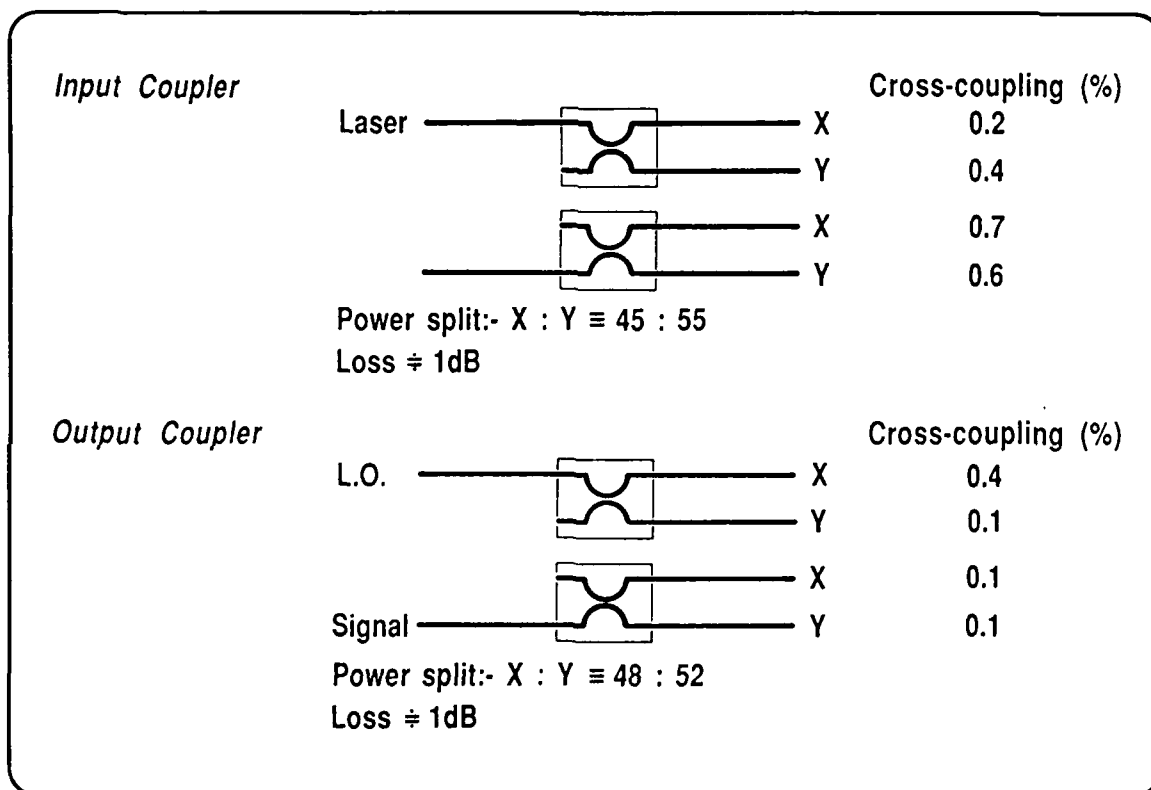 Input Coupler
Cross-coupling (%)
Laser X 0.2
Y 0.4
X 0.7
Y 0.6
Power split:- X : Y ≡ 45 : 55
Loss ≑ 1dB
Output Coupler
Cross-coupling (%)
L.O. X 0.4
Y 0.1
X 0.1
Signal Y 0.1
Power split:- X : Y ≡ 48 : 52
Loss ≑ 1dB